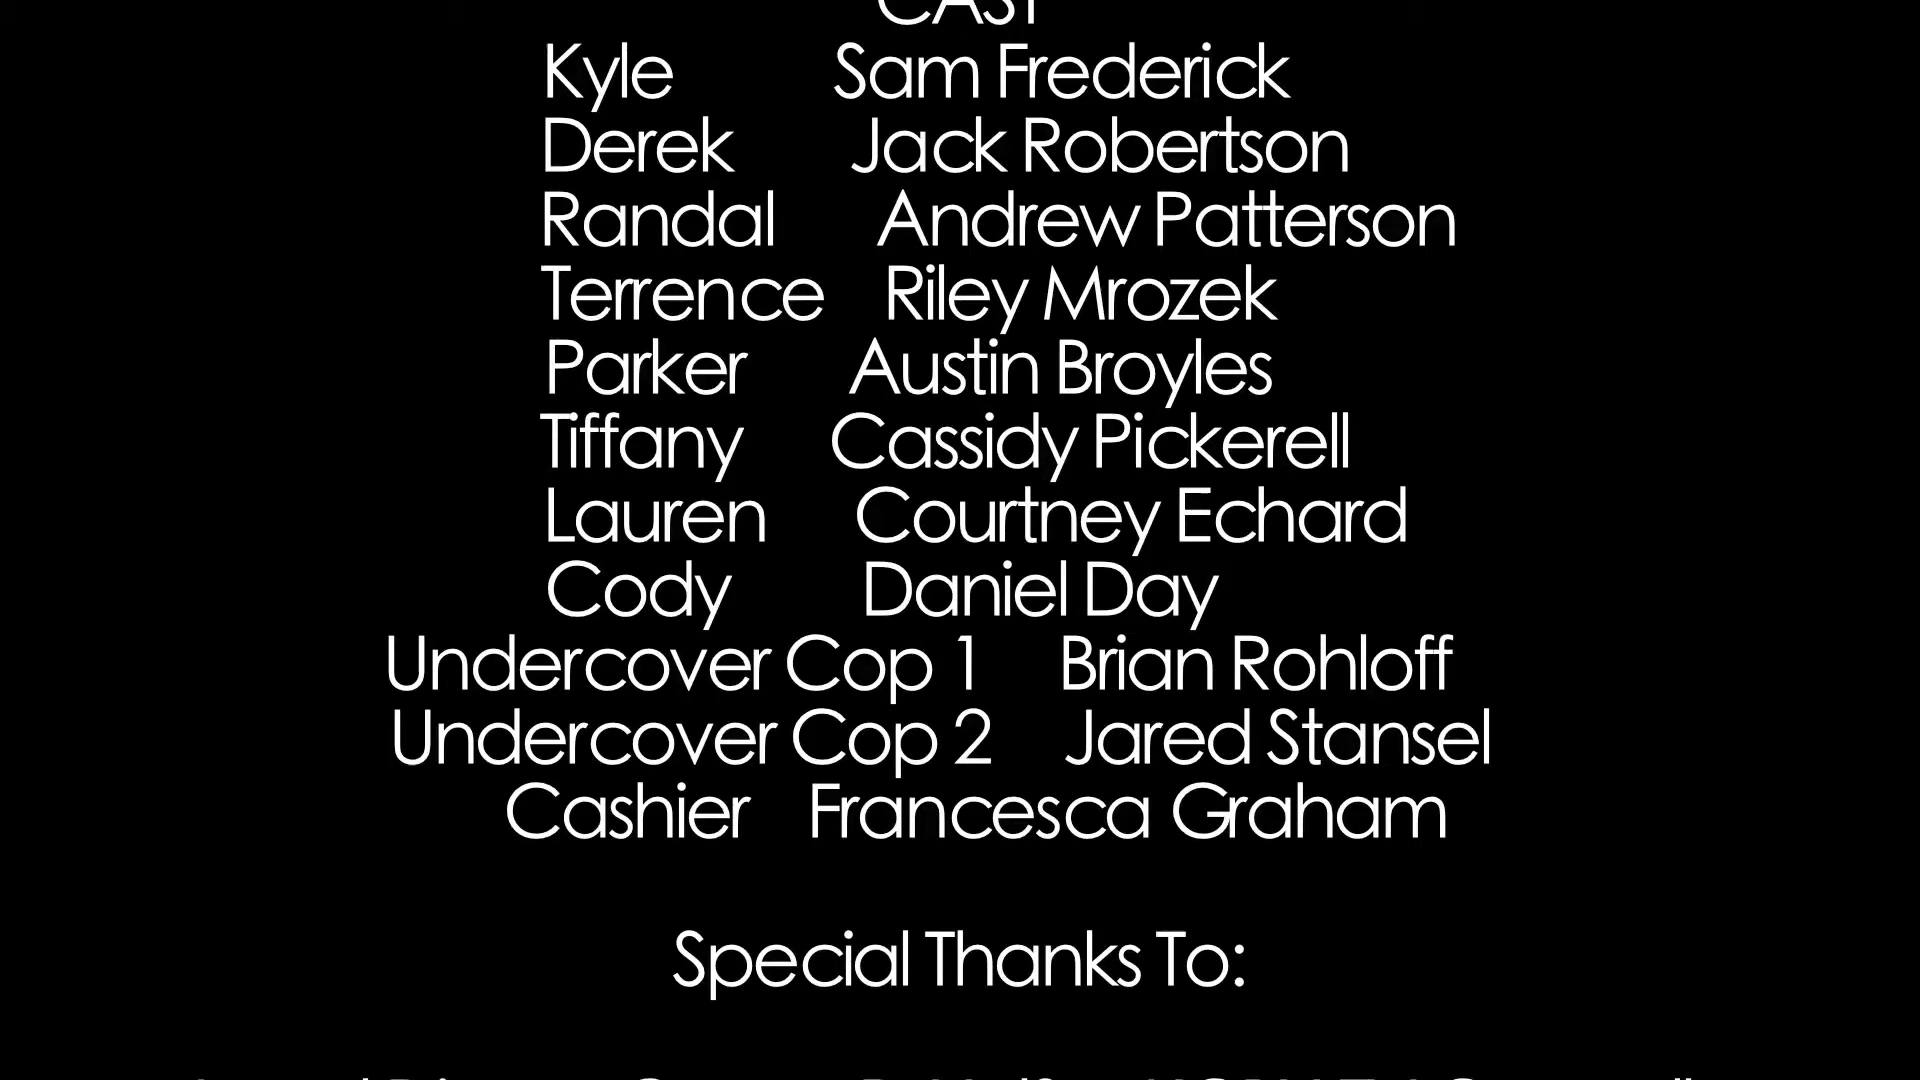 CAST
Kyle Sam Frederick
Derek Jack Robertson
Randal Andrew Patterson
Terrence Riley Mrozek
Parker Austin Broyles
Tiffany Cassidy Pickerell
Lauren Courtney Echard
Cody Daniel Day
Undercover Cop 1 Brian Rohloff
Undercover Cop 2 Jared Stansel
Cashier Francesca Graham
Special Thanks To: